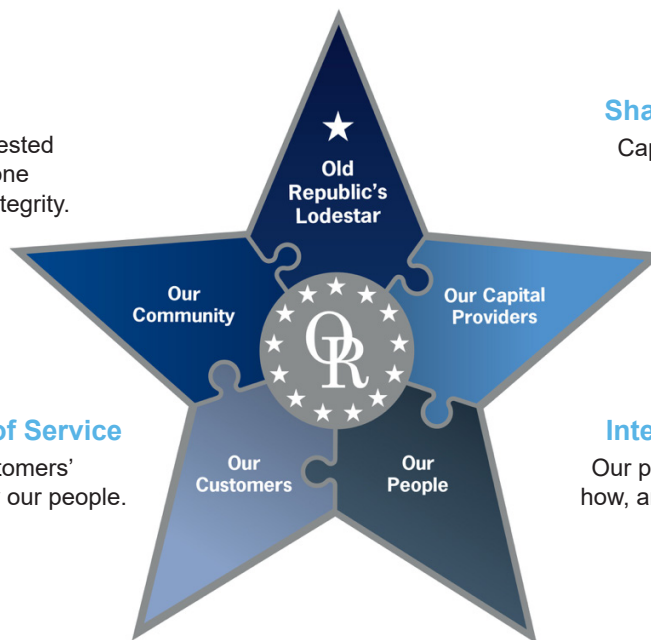 ested
one
tegrity.
Sha
Cap
Old
Republic's
Lodestar
Our
Community
Our Capital
Providers
OR
of Service
tomers'
our people.
Our
Customers
Our
People
Inte
Our p
how, a